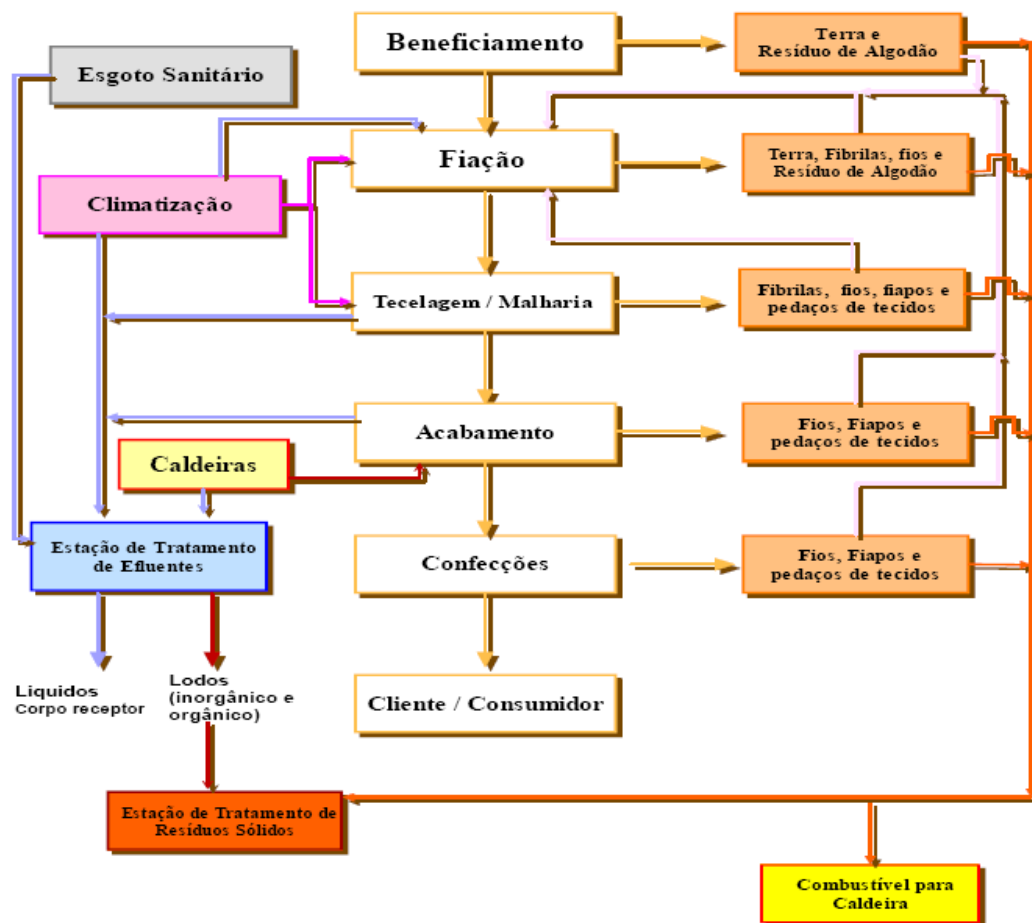 Beneficiamento
Terra e
Resíduo de Algodão
Esgoto Sanitário
Fiação
Terra, Fibrilas, fios e
Resíduo de Algodão
Climatização
Tecelagem / Malharia
Fibrilas, fios, fiapos e
pedaços de tecidos
Acabamento
Fios, Fiapos e
pedaços de tecidos
Caldeiras
Estação de Tratamento
de Efluentes
Confecções
Fios, Fiapos e
pedaços de tecidos
Liquidos
Corpo receptor
Lodos
(inorgânico e
orgânico)
Cliente / Consumidor
Estação de Tratamento de
Resíduos Sólidos
Combustível para
Caldeira